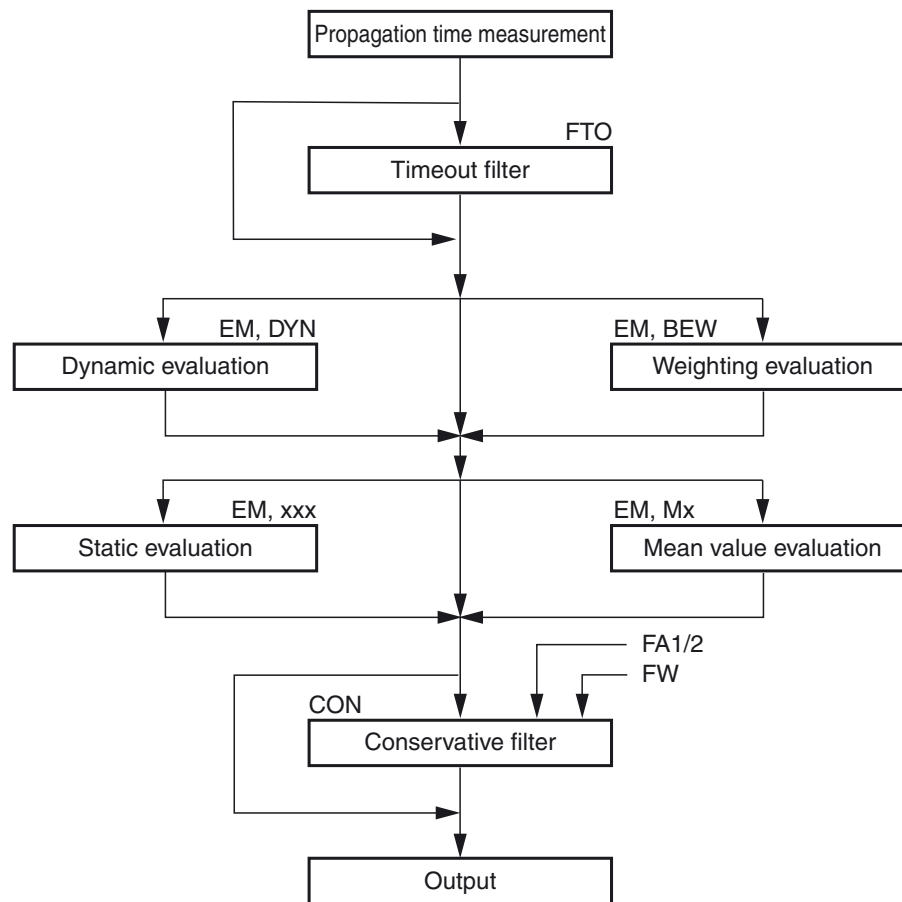 Propagation time measurement
FTO
Timeout filter
EM, DYN
EM, BEW
Dynamic evaluation
Weighting evaluation
EM, xxx
EM, Mx
Static evaluation
Mean value evaluation
FA1/2
FW
CON
Conservative filter
Output